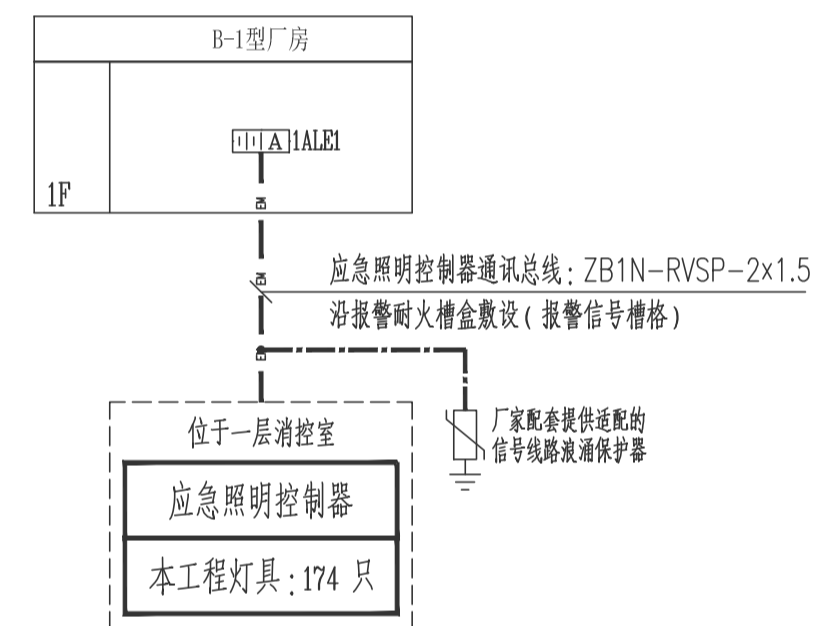 B-1型厂房
A 1ALE1
1F
EN
EN
应急照明控制器通讯总线: ZB1N-RVSP-2x1.5
沿报警耐火槽盒敷设(报警信号槽格)
位于一层消控室
厂家配套提供适配的
信号线路浪涌保护器
应急照明控制器
本工程灯具:174 只